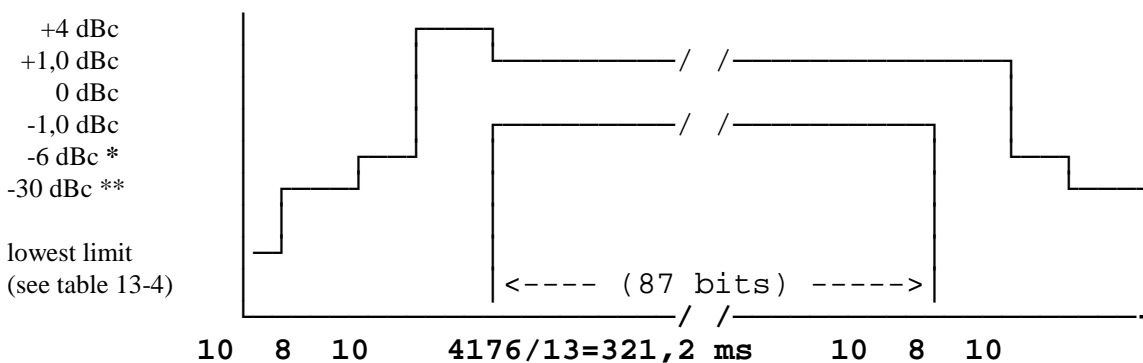 +4 dBc
+1,0 dBc
0 dBc
-1,0 dBc
-6 dBc *
-30 dBc **
lowest limit
(see table 13-4)
<---- (87 bits) ----->
10 8 10 4176/13=321,2 ms 10 8 10